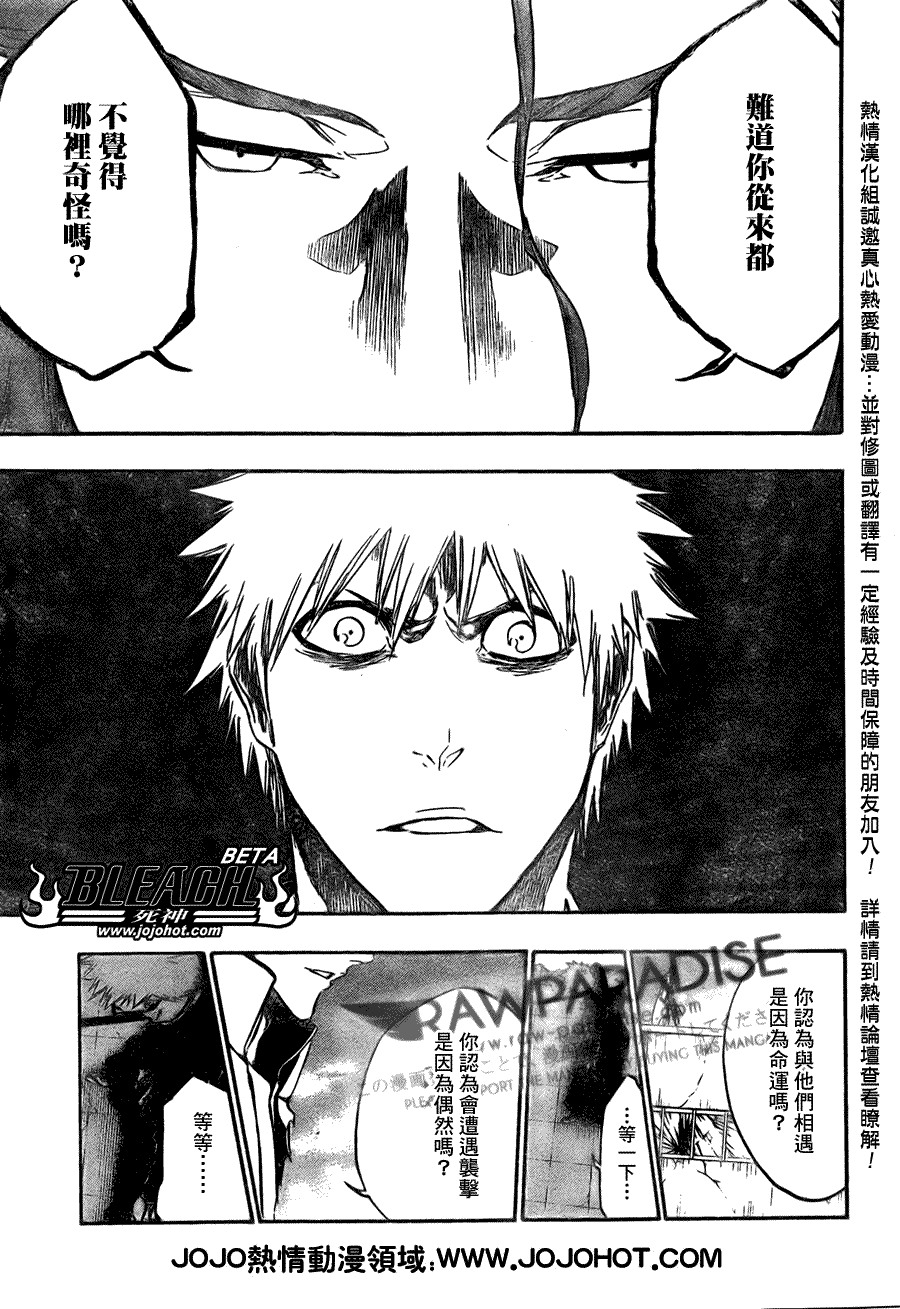 難道你從來都
不覺得
哪裡奇怪嗎？
熱情漢化組誠邀真心熱愛動漫…並對修圖或翻譯有一定經驗及時間保障的朋友加入！ 詳情請到熱情論壇查看瞭解！
BETA
BLEACH
死神
www.jojohot.com
RAWPARADISE
你認為與他們相遇
是因為命運嗎？
…等一下…
你認為會遭遇襲擊
是因為偶然嗎？
等等……
JOJO熱情動漫領域:WWW.JOJOHOT.COM